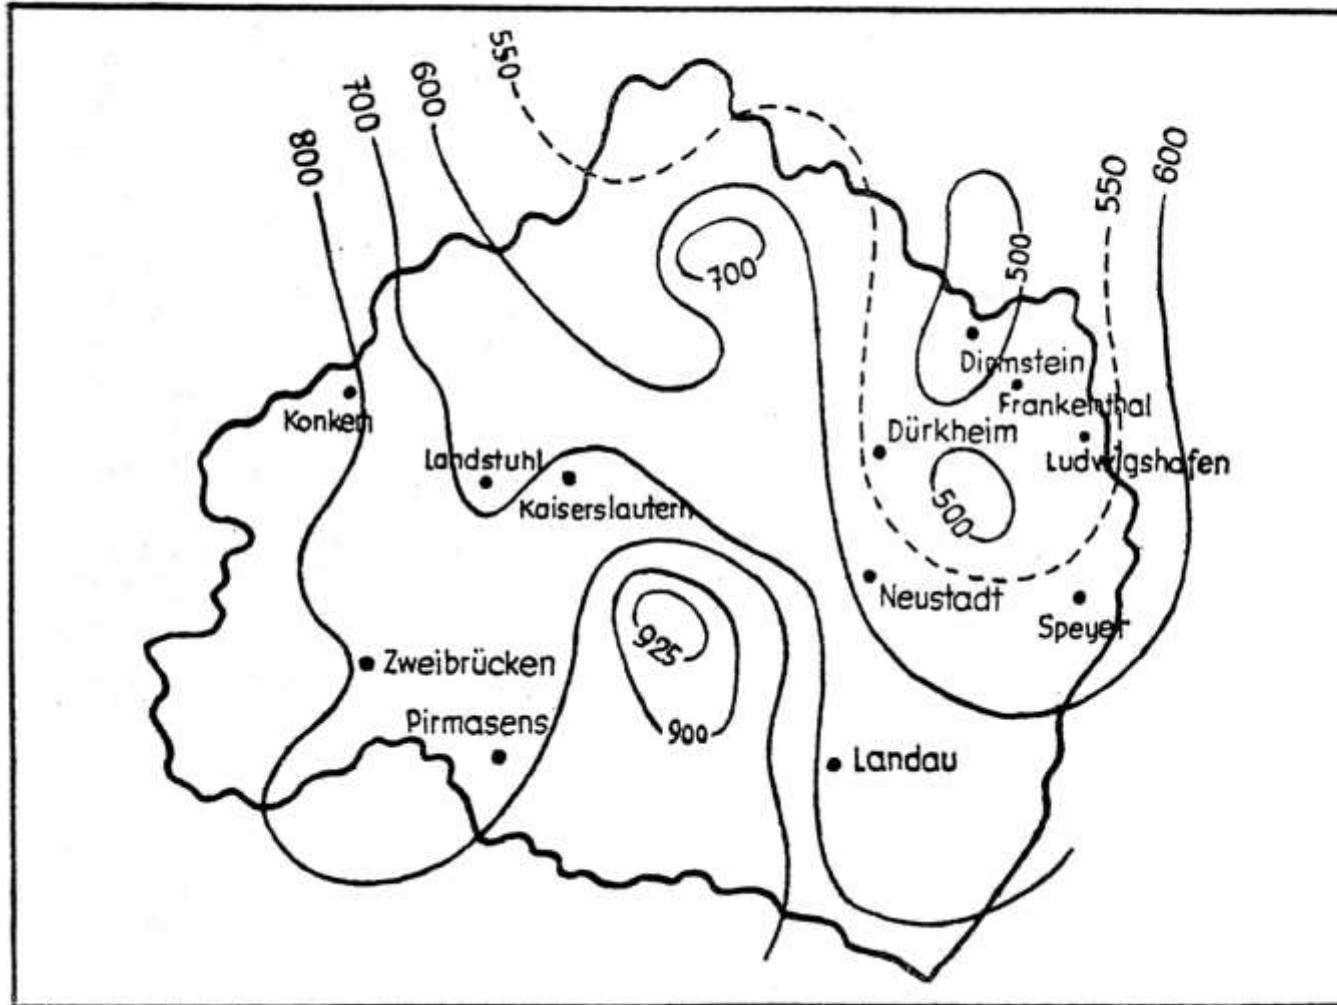 550
600
700
800
550
600
700
500
Dirmstein
Frankenthal
Konken
Dürkheim
Landstuhl
Ludwigshafen
Kaiserslautern
500
Neustadt
Speyer
925
Zweibrücken
Pirmasens
900
Landau